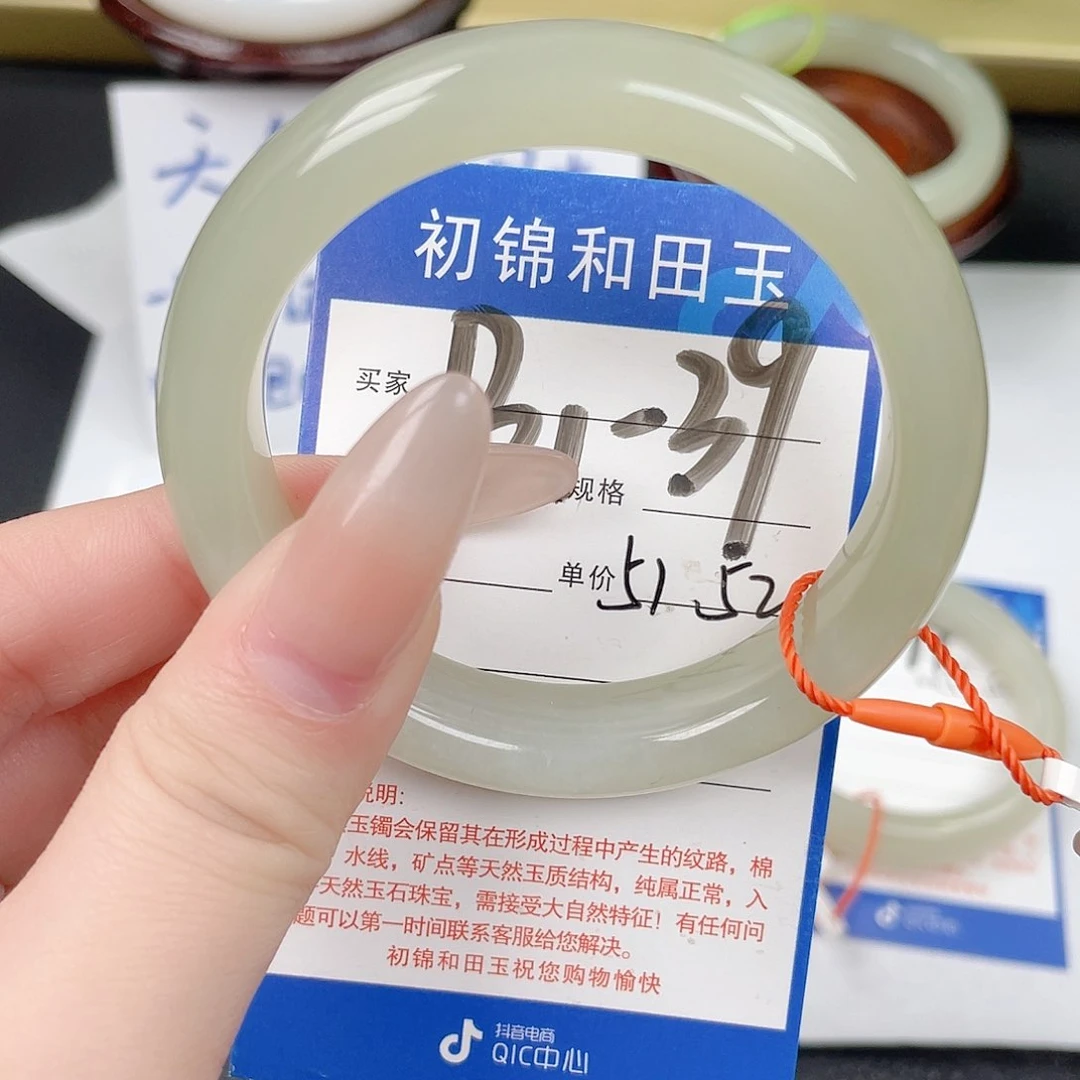 初锦和田玉
买家
B1-39
规格
单价 51.52
说明:
玉镯会保留其在形成过程中产生的纹路，棉
水线，矿点等天然玉质结构，纯属正常，入
天然玉石珠宝，需接受大自然特征！有任何问
题可以第一时间联系客服给您解决。
初锦和田玉祝您购物愉快
抖音电商
QIC中心